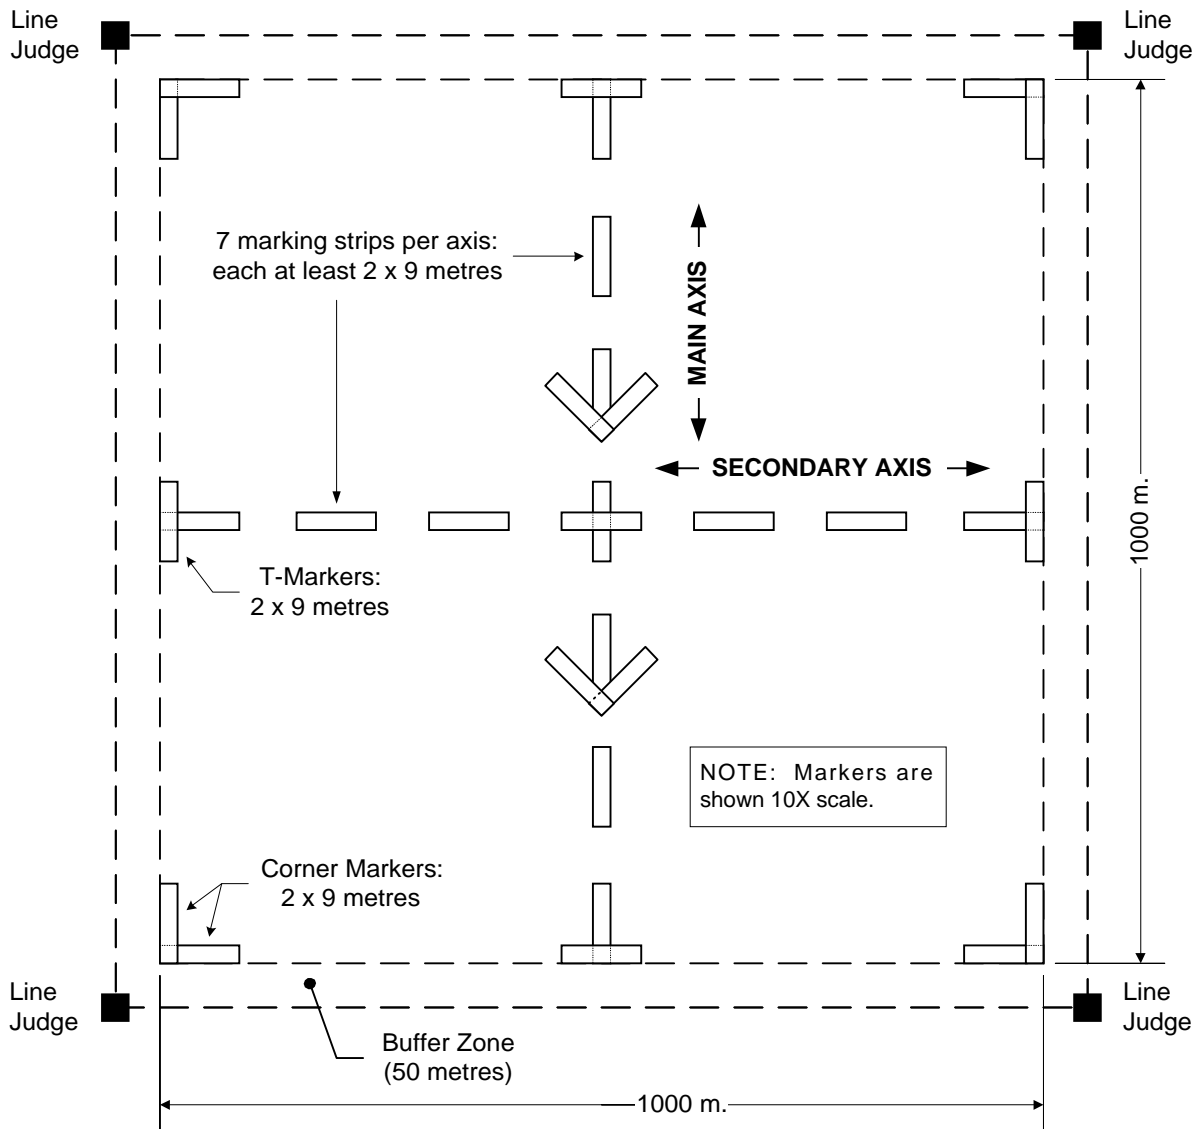 Line
Judge
Line
Judge
7 marking strips per axis:
each at least 2 x 9 metres
MAIN AXIS
SECONDARY AXIS
1000 m.
T-Markers:
2 x 9 metres
NOTE: Markers are
shown 10X scale.
Corner Markers:
2 x 9 metres
Line
Judge
Line
Judge
Buffer Zone
(50 metres)
1000 m.